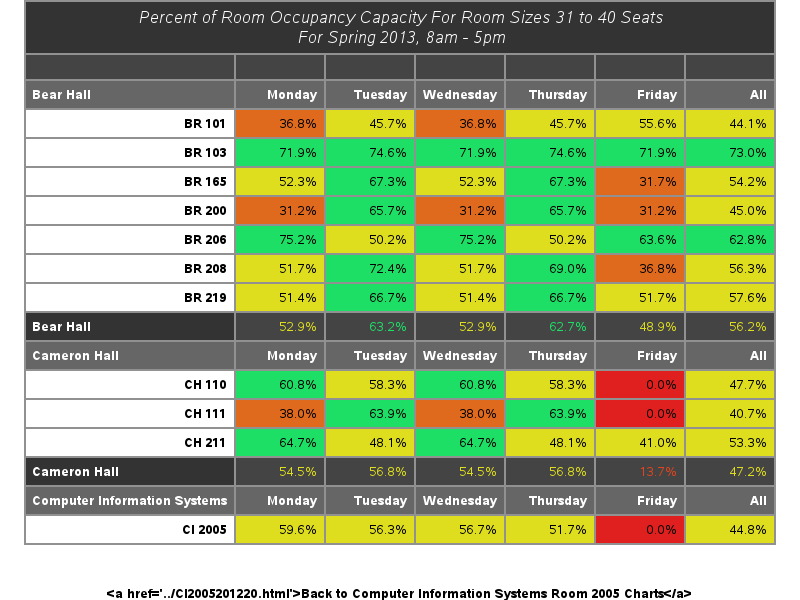 Percent of Room Occupancy Capacity For Room Sizes 31 to 40 Seats
For Spring 2013, 8am - 5pm
Bear Hall Monday Tuesday Wednesday Thursday Friday All
BR 101 36.8% 45.7% 36.8% 45.7% 55.6% 44.1%
BR 103 71.9% 74.6% 71.9% 74.6% 71.9% 73.0%
BR 165 52.3% 67.3% 52.3% 67.3% 31.7% 54.2%
BR 200 31.2% 65.7% 31.2% 65.7% 31.2% 45.0%
BR 206 75.2% 50.2% 75.2% 50.2% 63.6% 62.8%
BR 208 51.7% 72.4% 51.7% 69.0% 36.8% 56.3%
BR 219 51.4% 66.7% 51.4% 66.7% 51.7% 57.6%
Bear Hall 52.9% 63.2% 52.9% 62.7% 48.9% 56.2%
Cameron Hall Monday Tuesday Wednesday Thursday Friday All
CH 110 60.8% 58.3% 60.8% 58.3% 0.0% 47.7%
CH 111 38.0% 63.9% 38.0% 63.9% 0.0% 40.7%
CH 211 64.7% 48.1% 64.7% 48.1% 41.0% 53.3%
Cameron Hall 54.5% 56.8% 54.5% 56.8% 13.7% 47.2%
Computer Information Systems Monday Tuesday Wednesday Thursday Friday All
CI 2005 59.6% 56.3% 56.7% 51.7% 0.0% 44.8%
<a href='../CI2005201220.html'>Back to Computer Information Systems Room 2005 Charts</a>